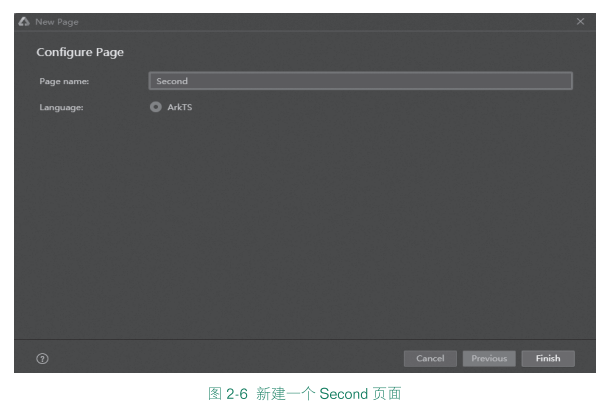 New Page
Configure Page
Page name: Second
Language: ArkTS
Cancel Previous Finish
图 2-6 新建一个 Second 页面